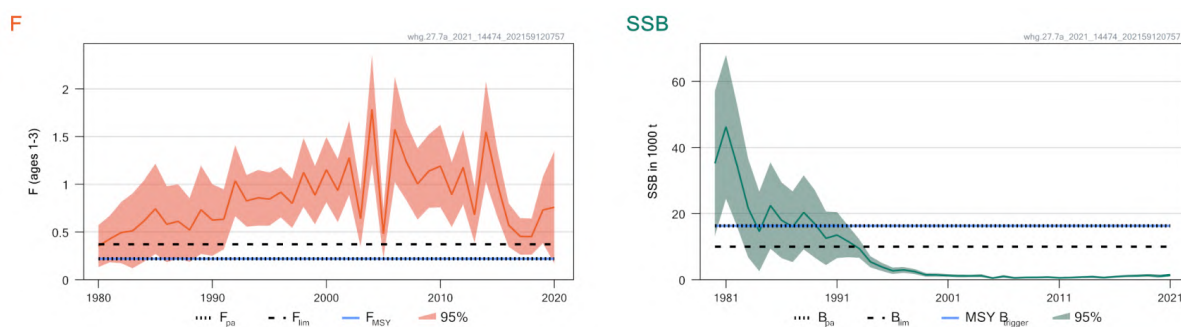 F
whg.27.7a_2021_14474_202159120757
F (ages 1-3)
2
1.5
1
0.5
0
1980
1990
2000
2010
2020
Fpa
Flim
FMSY
95%
SSB
whg.27.7a_2021_14474_202159120757
SSB in 1000 t
60
40
20
0
1981
1991
2001
2011
2021
Bpa
Blim
MSY Btrigger
95%